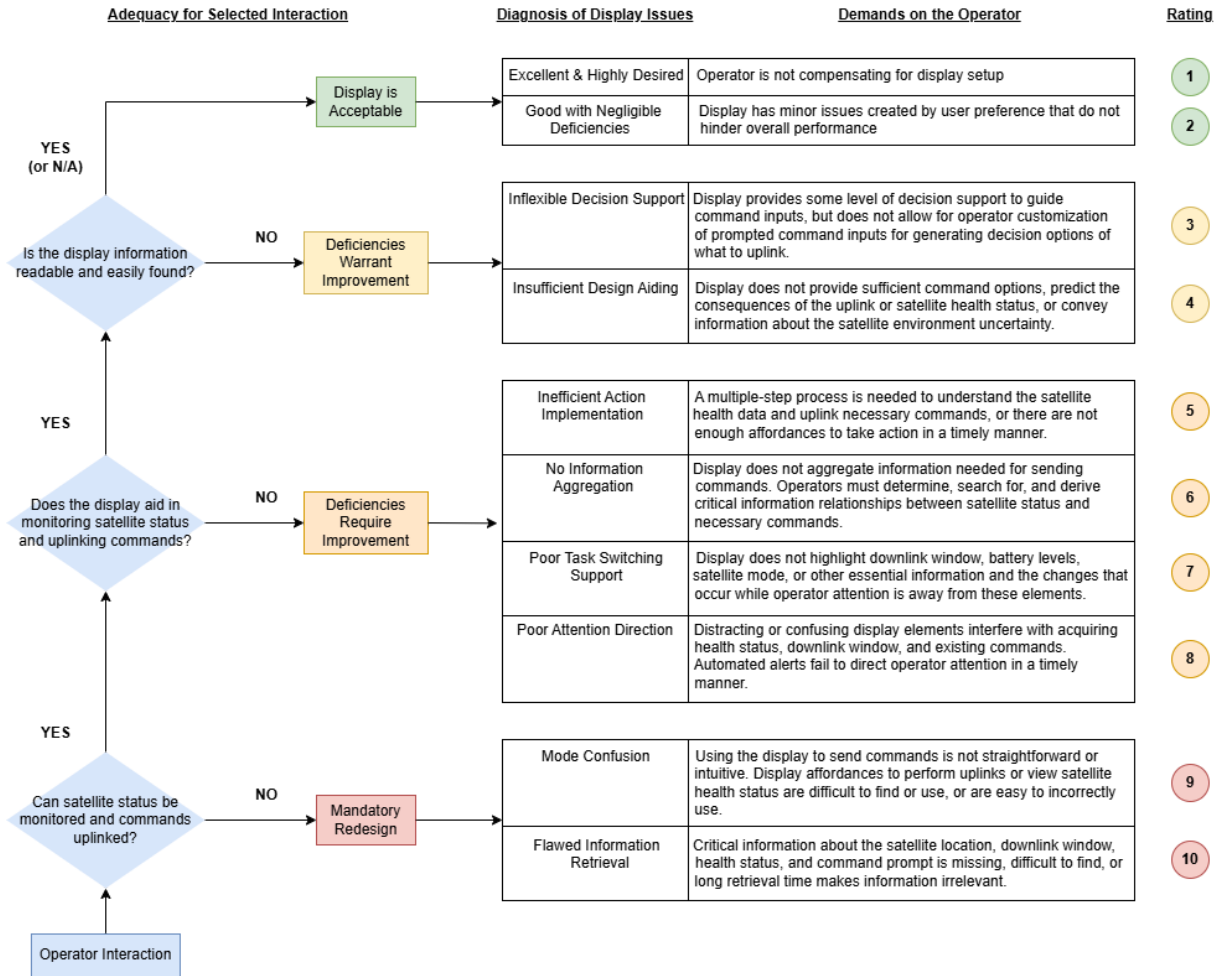 Adequacy for Selected Interaction
Diagnosis of Display Issues
Demands on the Operator
Rating
Display is
Acceptable
Excellent & Highly Desired
Operator is not compensating for display setup
1
Good with Negligible
Deficiencies
Display has minor issues created by user preference that do not
hinder overall performance
2
YES
(or N/A)
Is the display information
readable and easily found?
NO
Deficiencies
Warrant
Improvement
Inflexible Decision Support
Display provides some level of decision support to guide
command inputs, but does not allow for operator customization
of prompted command inputs for generating decision options of
what to uplink.
3
Insufficient Design Aiding
Display does not provide sufficient command options, predict the
consequences of the uplink or satellite health status, or convey
information about the satellite environment uncertainty.
4
YES
Does the display aid in
monitoring satellite status
and uplinking commands?
NO
Deficiencies
Require
Improvement
Inefficient Action
Implementation
A multiple-step process is needed to understand the satellite
health data and uplink necessary commands, or there are not
enough affordances to take action in a timely manner.
5
No Information
Aggregation
Display does not aggregate information needed for sending
commands. Operators must determine, search for, and derive
critical information relationships between satellite status and
necessary commands.
6
Poor Task Switching
Support
Display does not highlight downlink window, battery levels,
satellite mode, or other essential information and the changes that
occur while operator attention is away from these elements.
7
Poor Attention Direction
Distracting or confusing display elements interfere with acquiring
health status, downlink window, and existing commands.
Automated alerts fail to direct operator attention in a timely
manner.
8
YES
Can satellite status be
monitored and commands
uplinked?
NO
Mandatory
Redesign
Mode Confusion
Using the display to send commands is not straightforward or
intuitive. Display affordances to perform uplinks or view satellite
health status are difficult to find or use, or are easy to incorrectly
use.
9
Flawed Information
Retrieval
Critical information about the satellite location, downlink window,
health status, and command prompt is missing, difficult to find, or
long retrieval time makes information irrelevant.
10
Operator Interaction